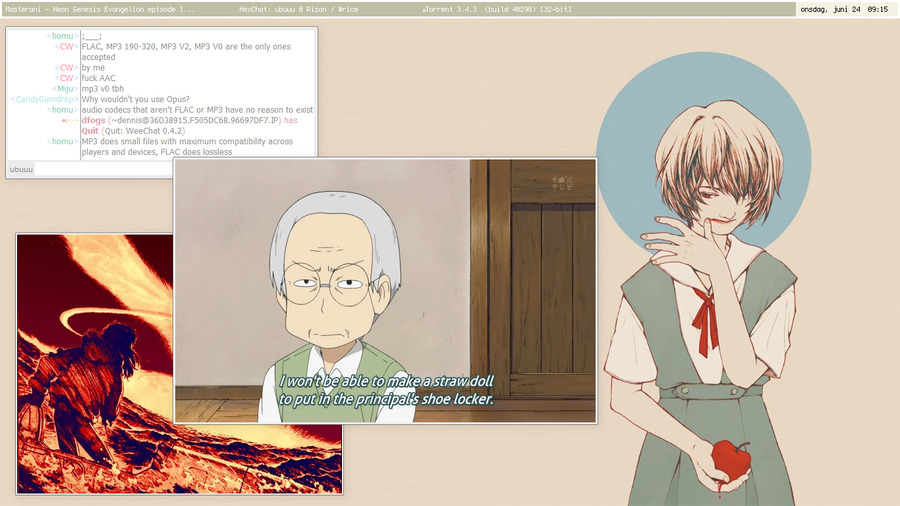 Masterani - Neon Genesis Evangelion episode 1... HexChat: ubuuu @ Rizon / #rice µTorrent 3.4.3 (build 40298) [32-bit] onsdag, juni 24 09:15
<homu> ;___;
<CW> FLAC, MP3 190-320, MP3 V2, MP3 V0 are the only ones
accepted
<CW> by me
<CW> fuck AAC
<Miju> mp3 v0 tbh
<CandyGumdrop> Why wouldn't you use Opus?
<homu> audio codecs that aren't FLAC or MP3 have no reason to exist
«-- dfogs (~dennis@36D38915.F505DC6B.96697DF7.IP) has
Quit (Quit: WeeChat 0.4.2)
<homu> MP3 does small files with maximum compatibility across
players and devices, FLAC does lossless
ubuuu
テレビ
I won't be able to make a straw doll
to put in the principal's shoe locker.